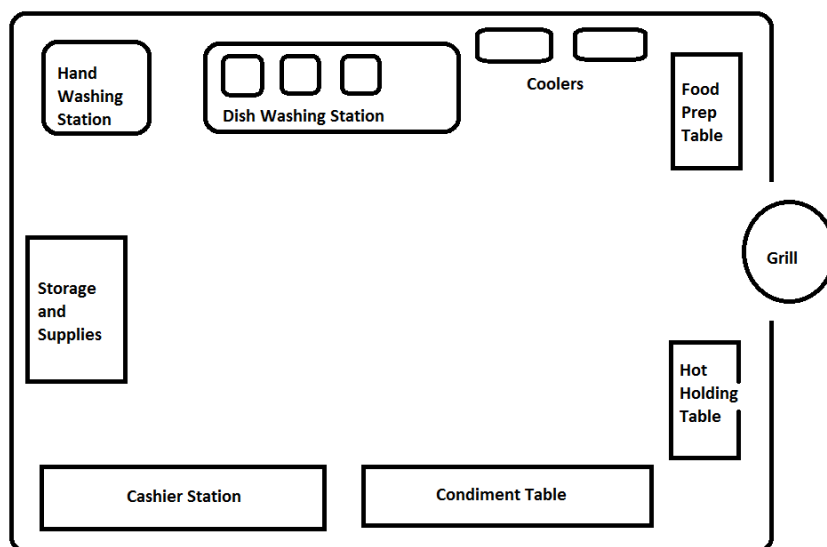 Hand
Washing
Station
Dish Washing Station
Coolers
Food
Prep
Table
Grill
Storage
and
Supplies
Hot
Holding
Table
Cashier Station
Condiment Table